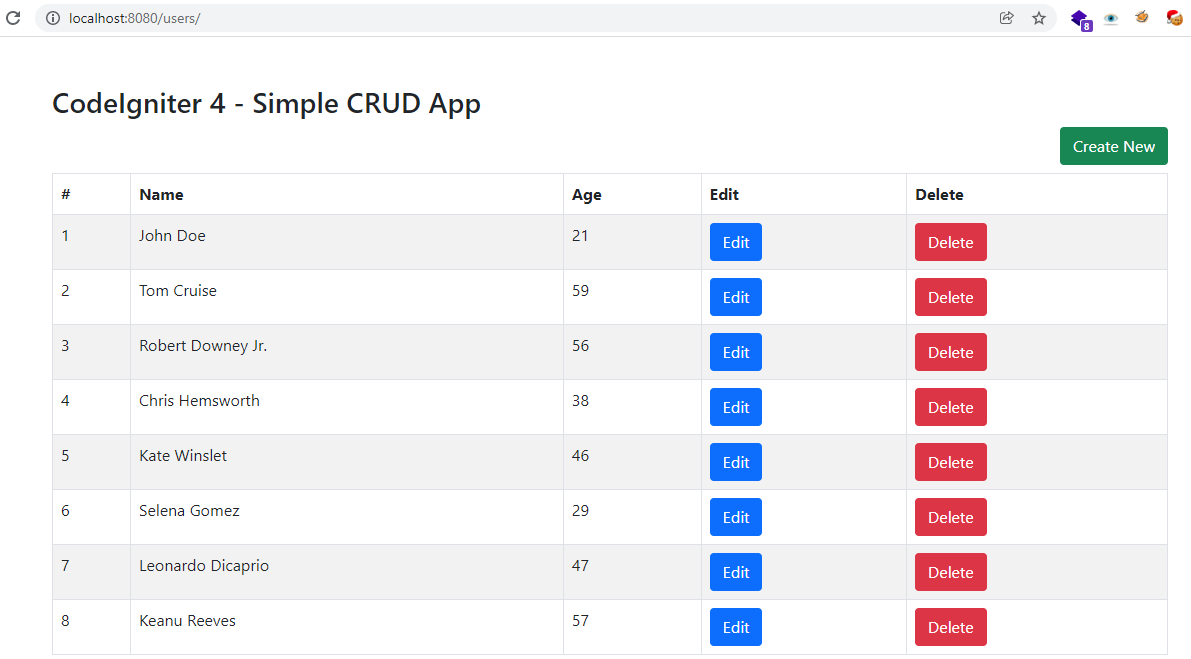 localhost:8080/users/
8
CodeIgniter 4 - Simple CRUD App
Create New
# Name Age Edit Delete
1 John Doe 21 Edit Delete
2 Tom Cruise 59 Edit Delete
3 Robert Downey Jr. 56 Edit Delete
4 Chris Hemsworth 38 Edit Delete
5 Kate Winslet 46 Edit Delete
6 Selena Gomez 29 Edit Delete
7 Leonardo Dicaprio 47 Edit Delete
8 Keanu Reeves 57 Edit Delete